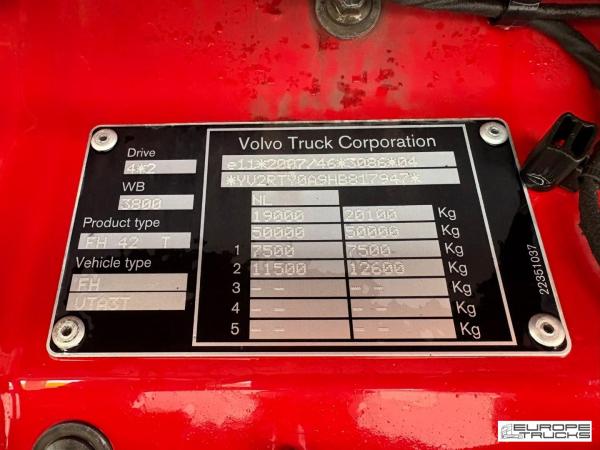 Volvo Truck Corporation
Drive
4*2
WB
3800
Product type
FH 42 T
Vehicle type
FH
VTA3T
e11*2007/46*3086*04
*YV2RTY0A9HB817947*
NL
19000 20100 Kg
50000 50000 Kg
1 7500 7500 Kg
2 11500 12600 Kg
3 - - - - Kg
4 - - - - Kg
5 - - - - Kg
22351037
EUROPE
TRUCKS